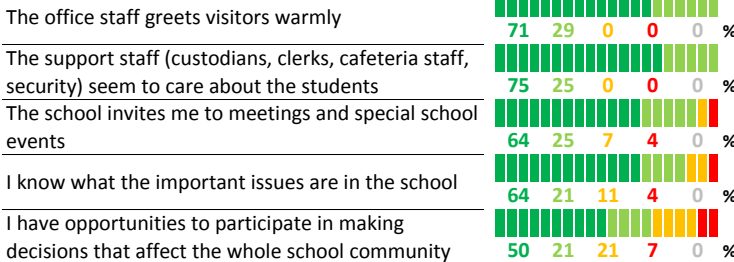 The office staff greets visitors warmly
71 29 0 0 0 %
The support staff (custodians, clerks, cafeteria staff,
security) seem to care about the students
75 25 0 0 0 %
The school invites me to meetings and special school
events
64 25 7 4 0 %
I know what the important issues are in the school
64 21 11 4 0 %
I have opportunities to participate in making
decisions that affect the whole school community
50 21 21 7 0 %